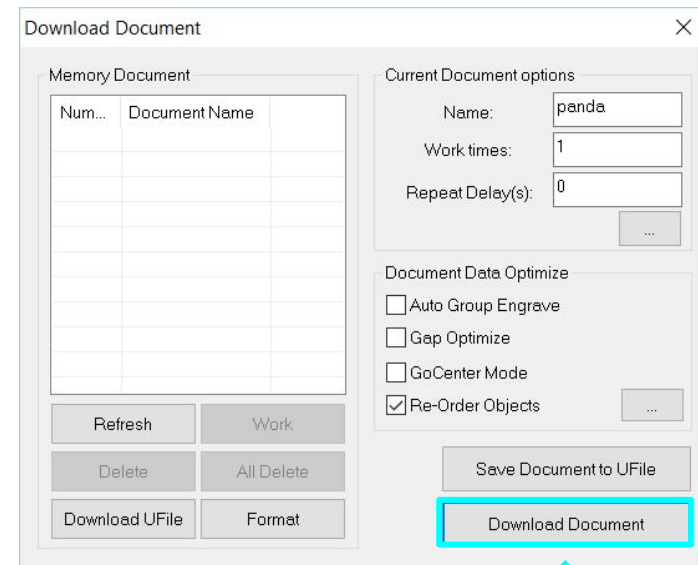 Download Document
Memory Document
Num... Document Name
Refresh Work
Delete All Delete
Download UFile Format
Current Document options
Name: panda
Work times: 1
Repeat Delay(s): 0
...
Document Data Optimize
Auto Group Engrave
Gap Optimize
GoCenter Mode
Re-Order Objects ...
Save Document to UFile
Download Document